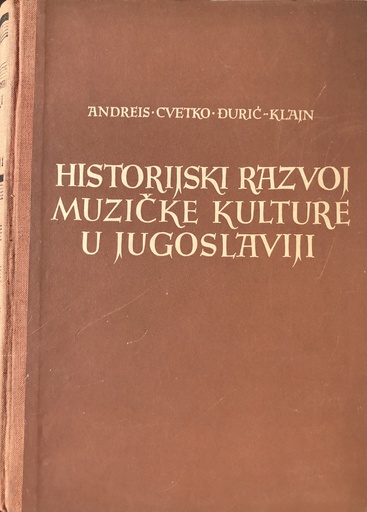 ANDREIS · CVETKO · ĐURIĆ-KLAJN
HISTORIJSKI RAZVOJ
MUZIČKE KULTURE
U JUGOSLAVIJI